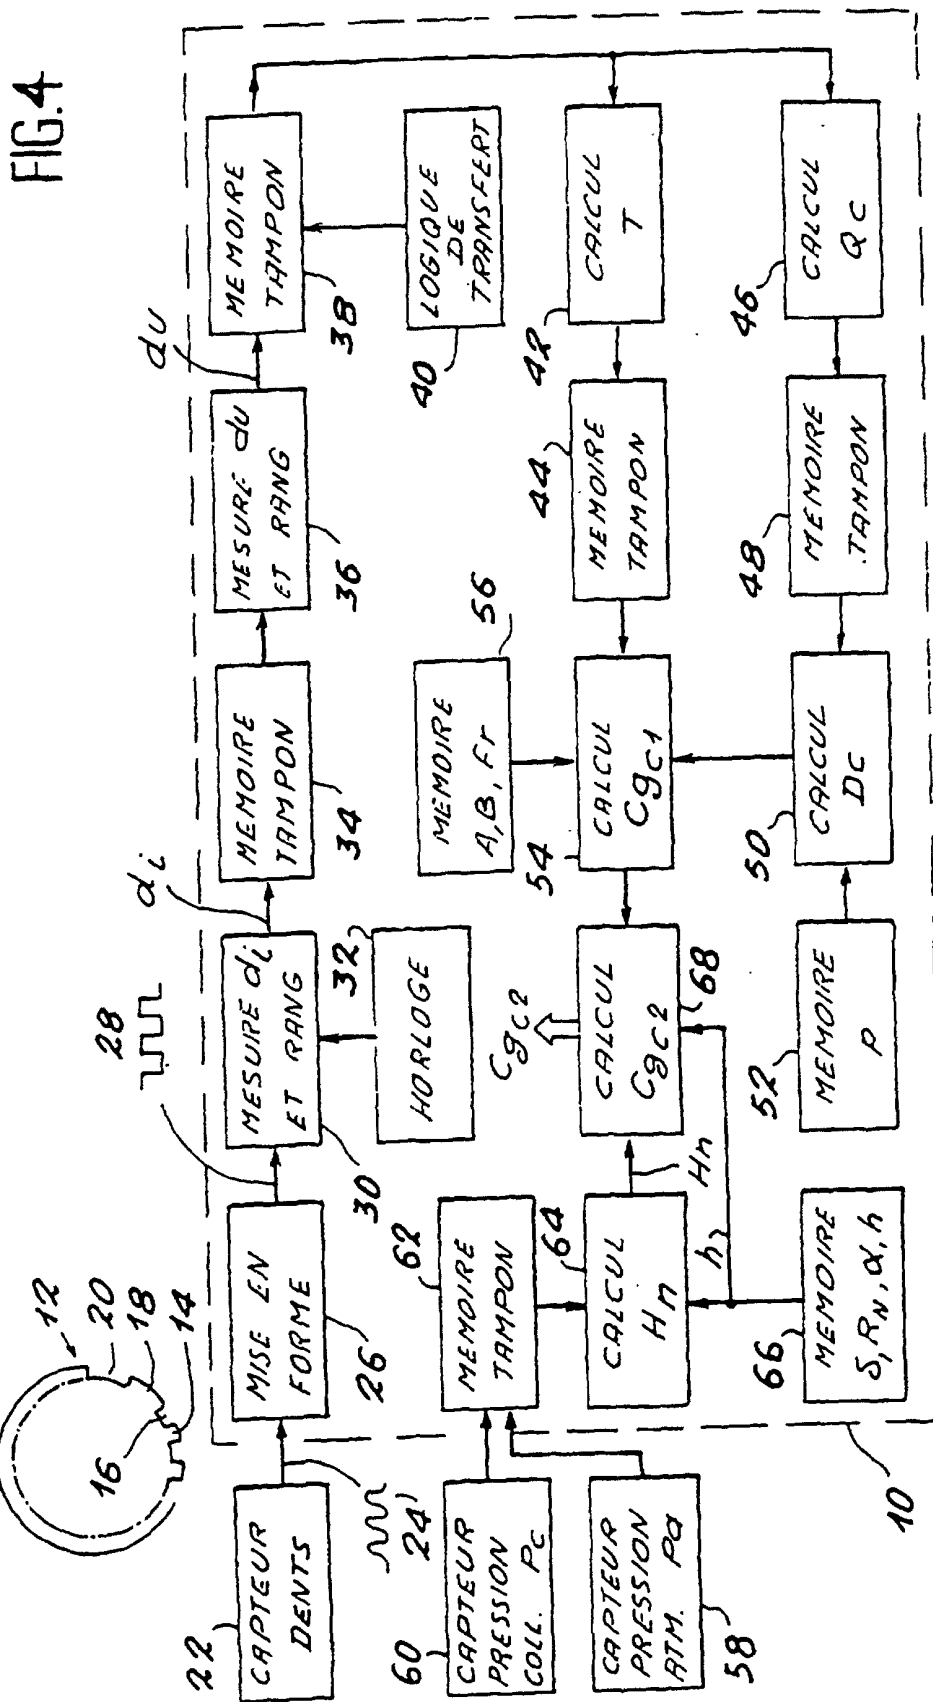 FIG.4
12
20
18
14
16
28
22
CAPTEUR
DENTS
24
MISE EN
FORME
26
MESURE di
ET RANG
30
di
HORLOGE
32
MEMOIRE
TAMPON
34
MESURE du
ET RANG
36
du
MEMOIRE
TAMPON
38
LOGIQUE
DE
TRANSFERT
40
60
CAPTEUR
PRESSION
COLL. Pc
CAPTEUR
PRESSION
ATM. Pa
58
62
MEMOIRE
TAMPON
64
CALCUL
Hn
Hn
h
66
MEMOIRE
δ, RN, α, h
CgC2
CALCUL
CgC2
68
MEMOIRE
A, B, Fr
56
54
CALCUL
CgC1
44
MEMOIRE
TAMPON
42
CALCUL
T
52
MEMOIRE
P
50
CALCUL
DC
48
MEMOIRE
TAMPON
46
CALCUL
QC
10